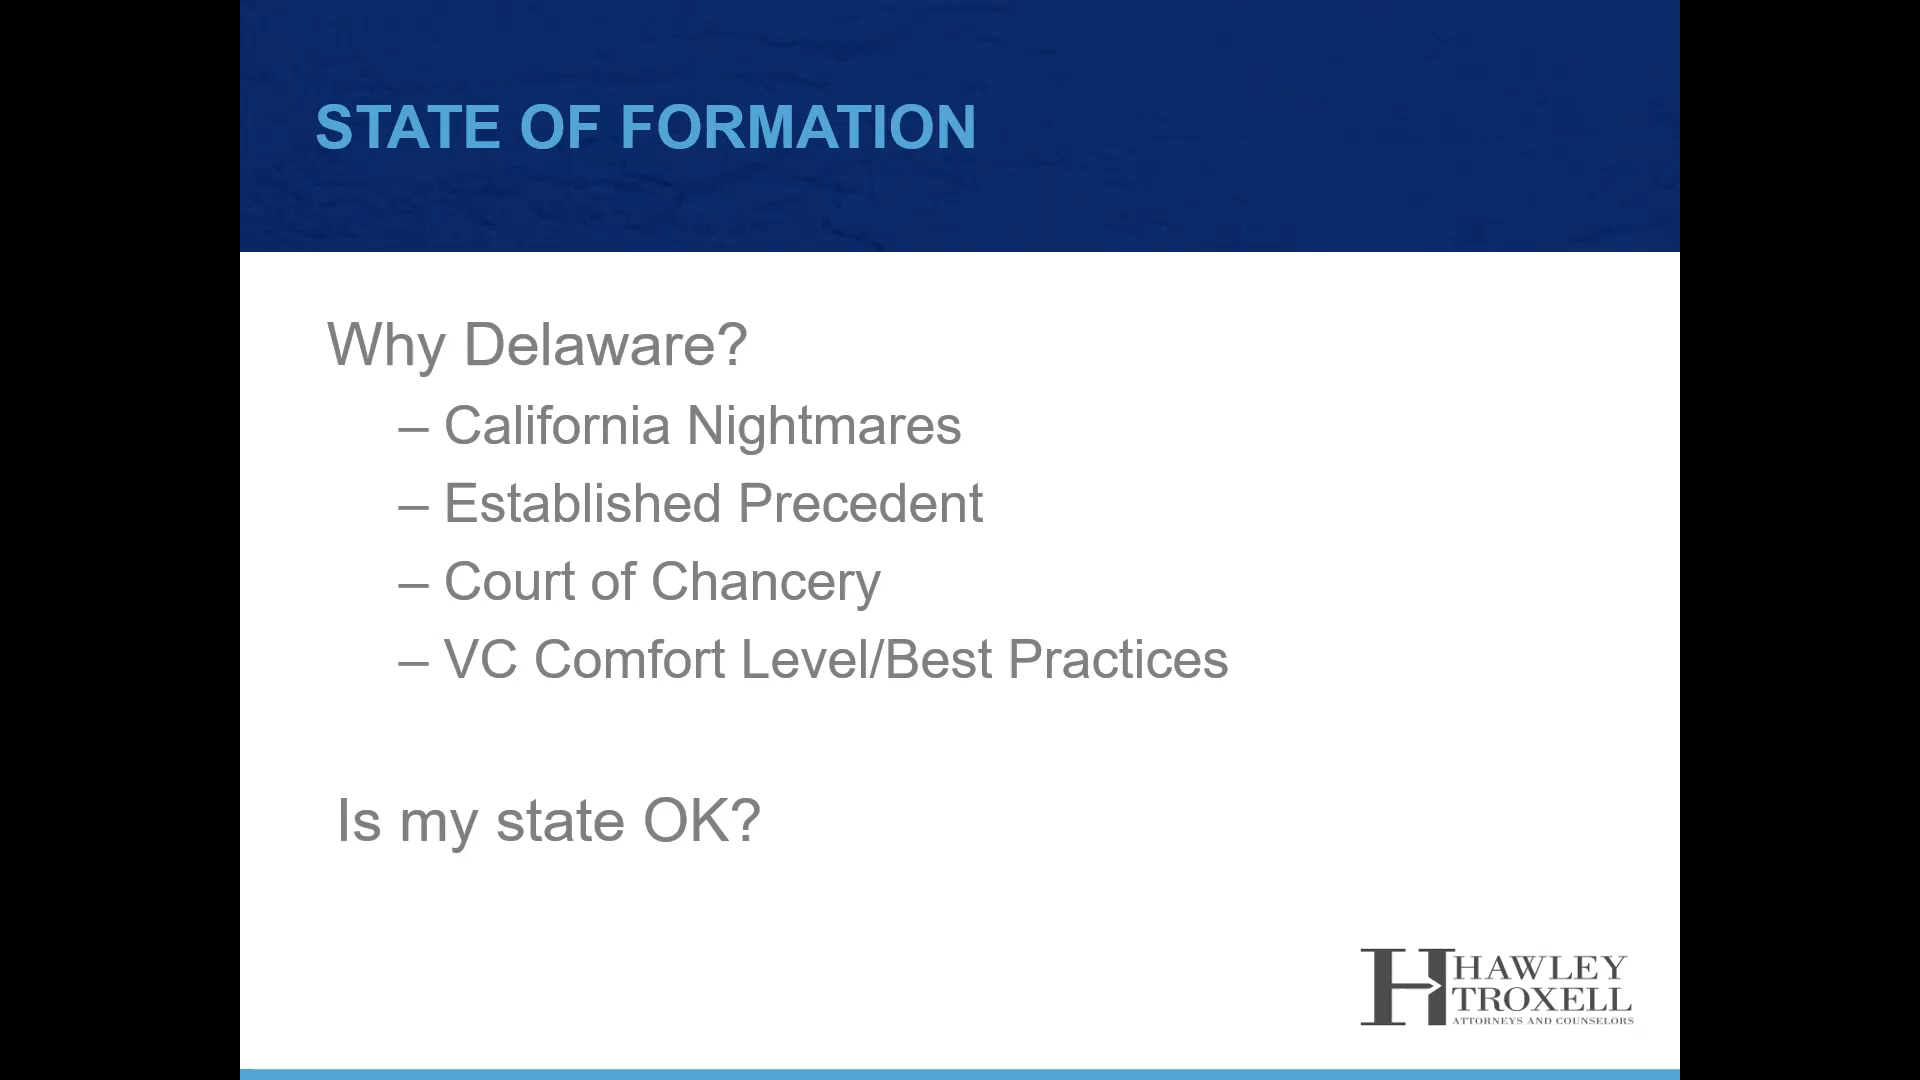 STATE OF FORMATION
Why Delaware?
– California Nightmares
– Established Precedent
– Court of Chancery
– VC Comfort Level/Best Practices
Is my state OK?
HAWLEY
TROXELL
ATTORNEYS AND COUNSELORS